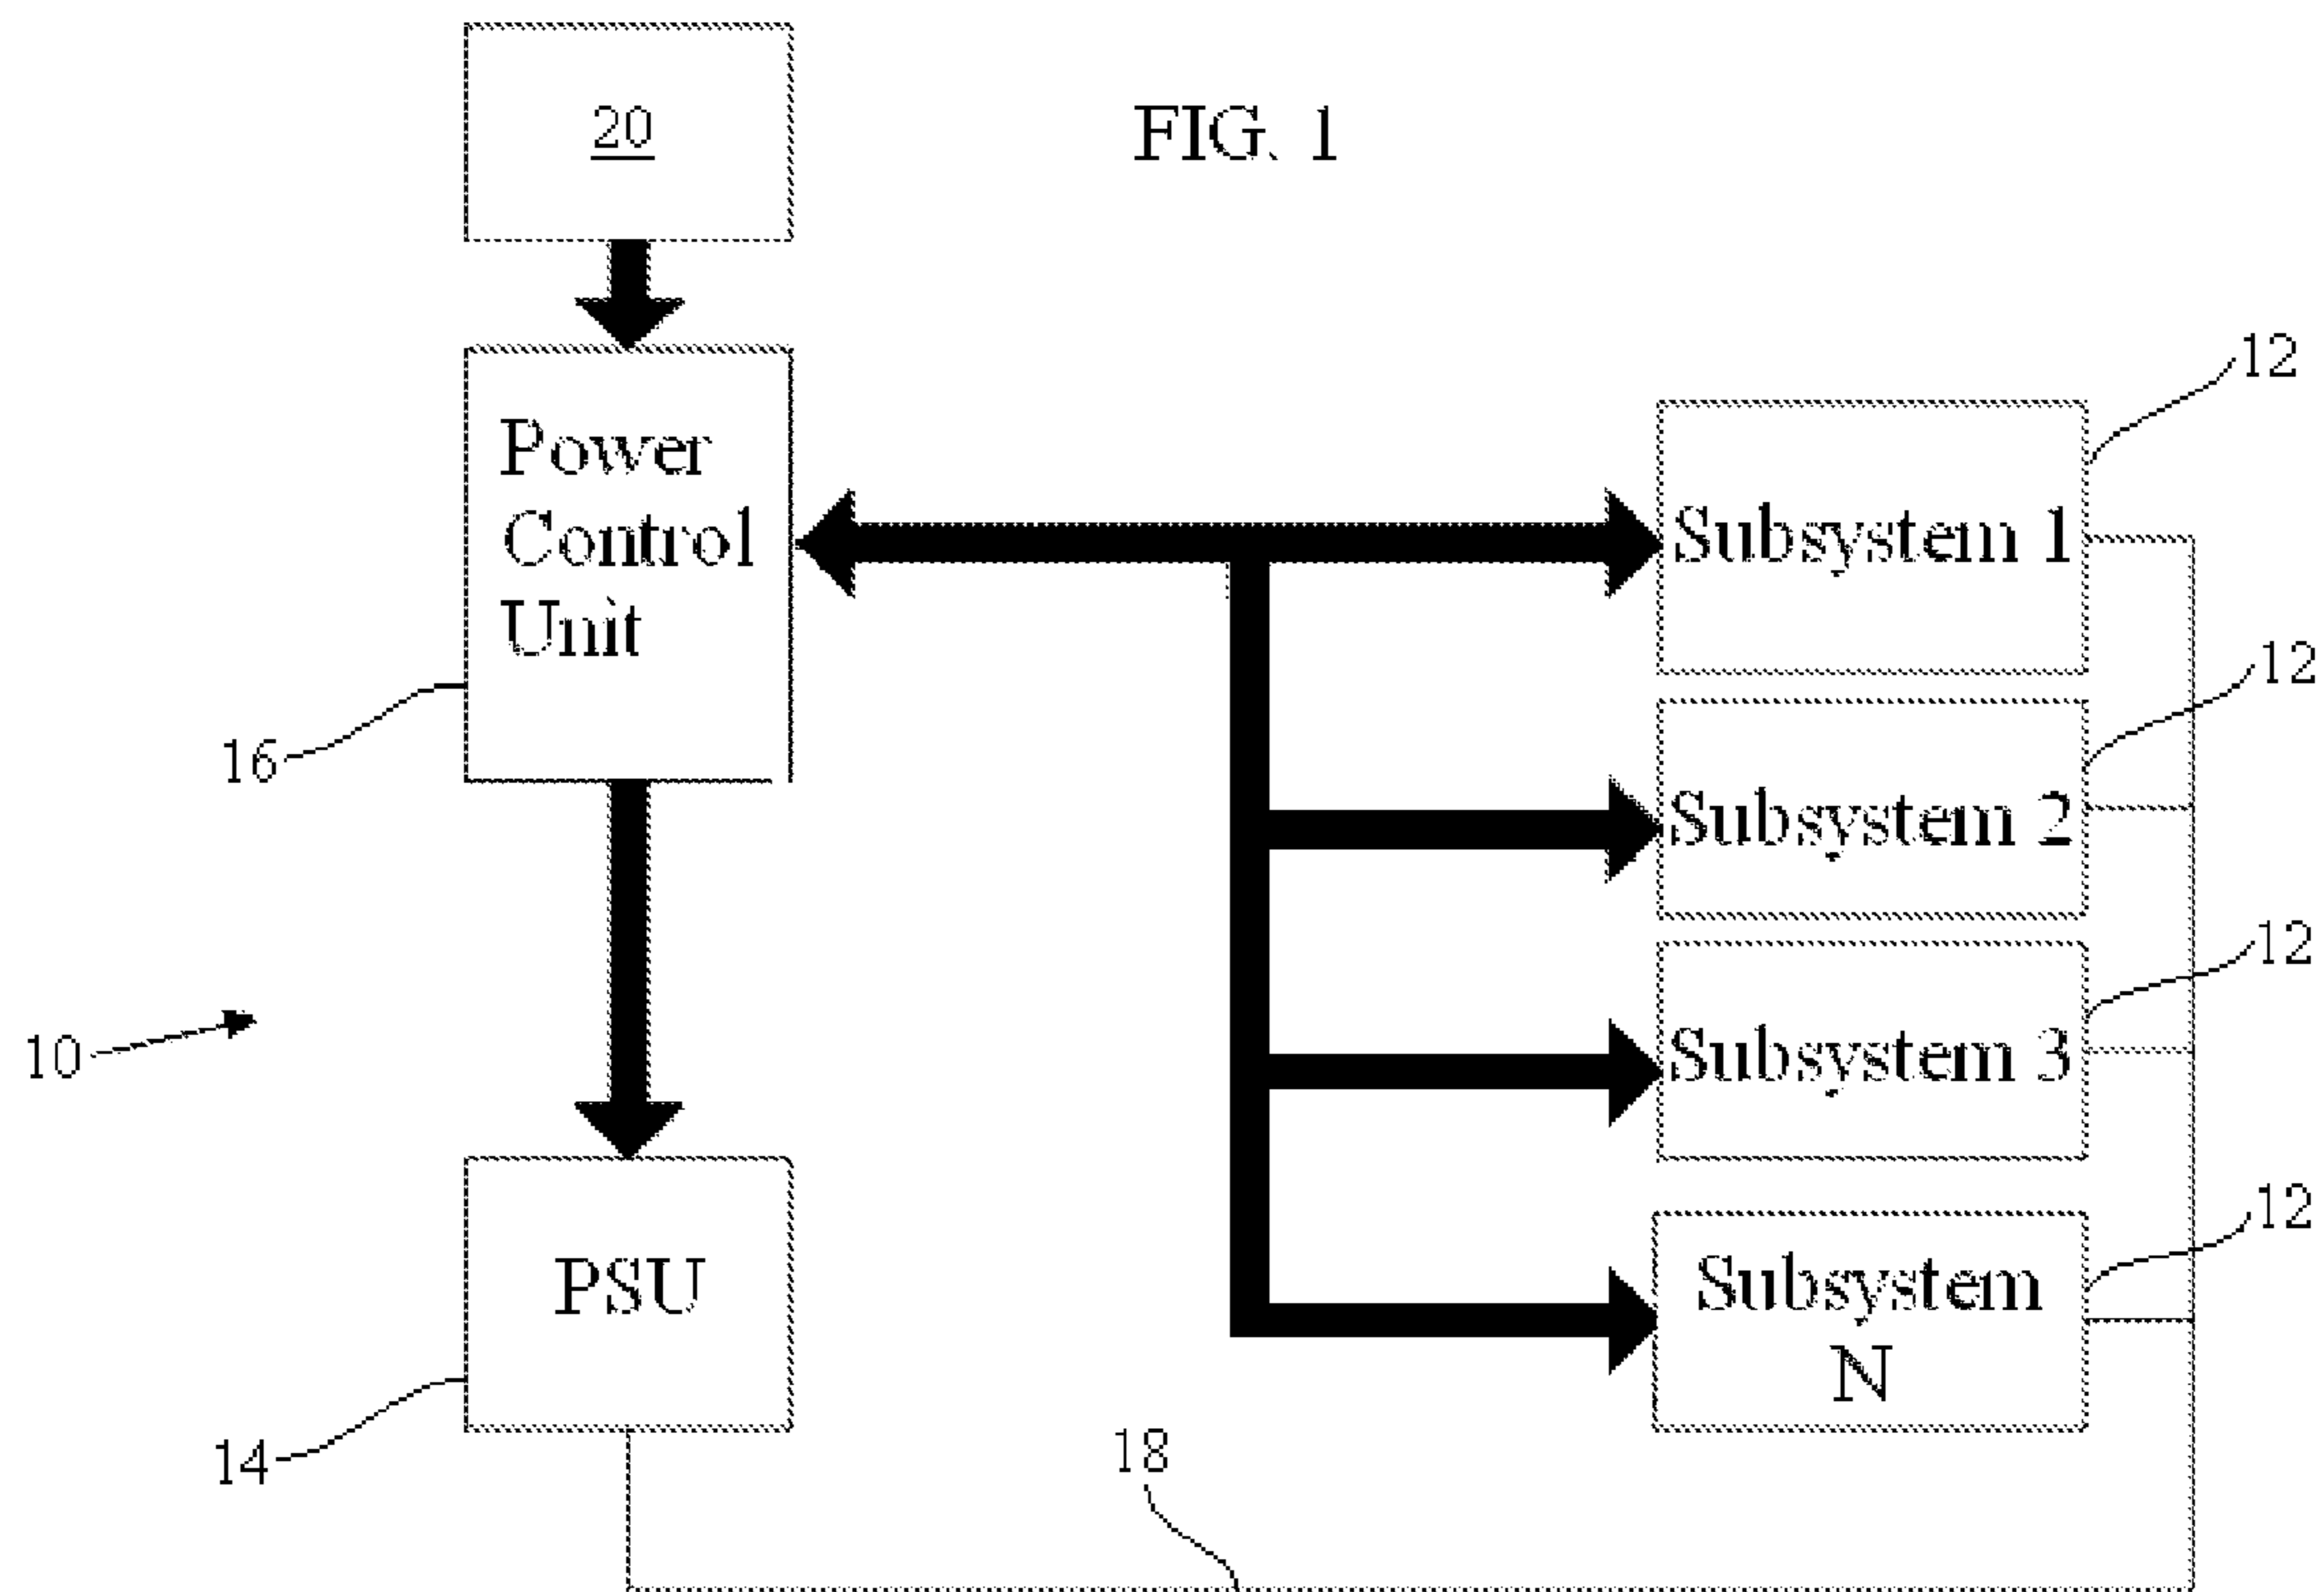 20
FIG. 1
12
Power
Control
Unit
Subsystem 1
12
16
Subsystem 2
12
10
Subsystem 3
12
PSU
Subsystem
N
14
18